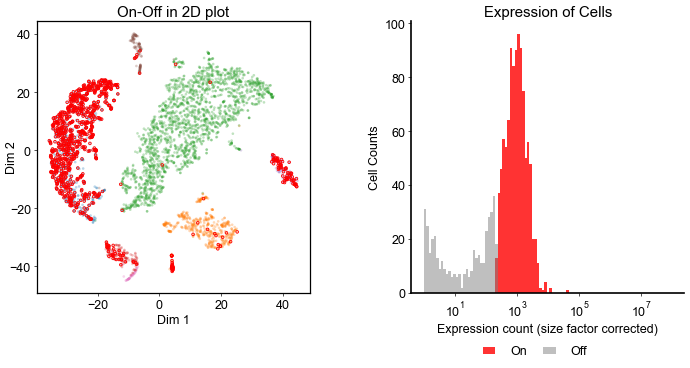 On-Off in 2D plot
Dim 2
40
20
0
−20
−40
−20
0
20
40
Dim 1
Expression of Cells
Cell Counts
100
80
60
40
20
0
10^1
10^3
10^5
10^7
Expression count (size factor corrected)
On
Off